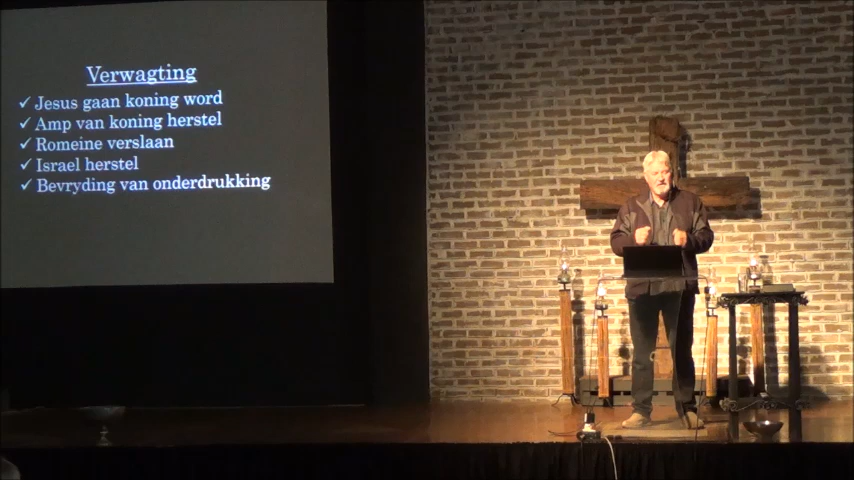 Verwagting
✓ Jesus gaan koning word
✓ Amp van koning herstel
✓ Romeine verslaan
✓ Israel herstel
✓ Bevryding van onderdrukking